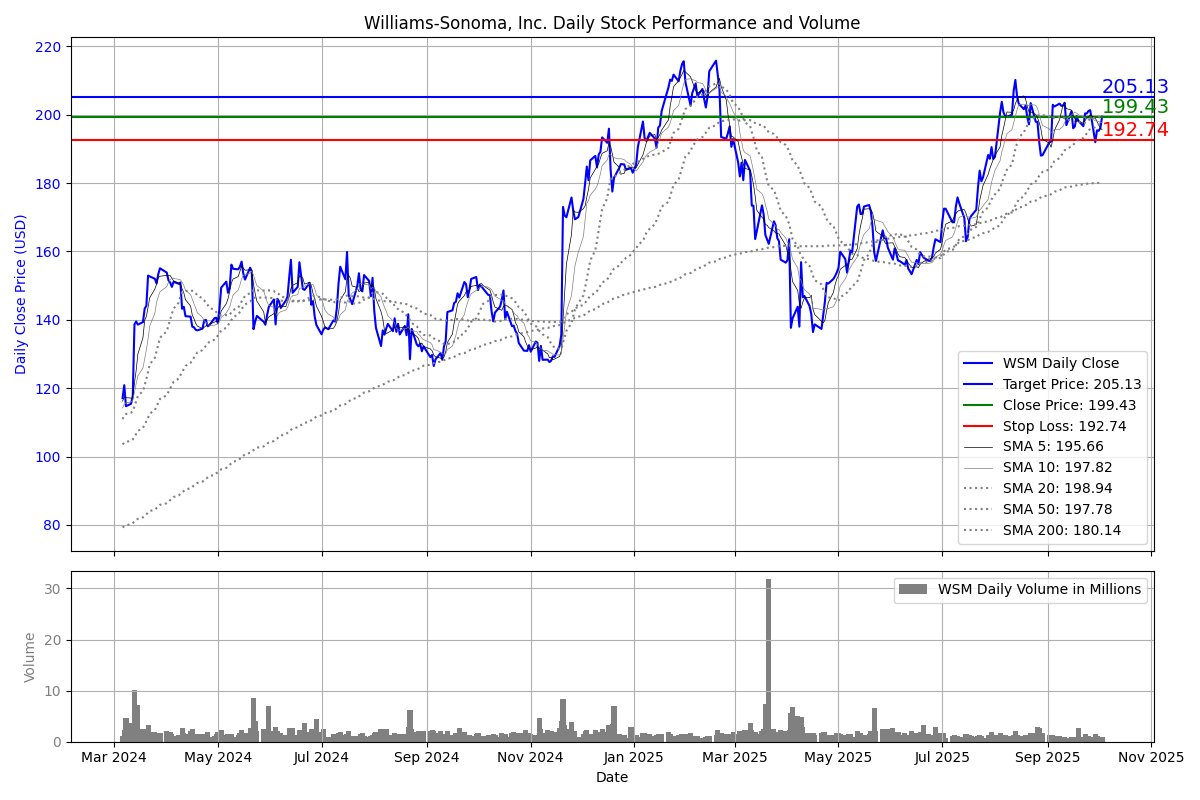 Williams-Sonoma, Inc. Daily Stock Performance and Volume
220
200
180
160
140
120
100
80
Daily Close Price (USD)
205.13
199.43
192.74
WSM Daily Close
Target Price: 205.13
Close Price: 199.43
Stop Loss: 192.74
SMA 5: 195.66
SMA 10: 197.82
SMA 20: 198.94
SMA 50: 197.78
SMA 200: 180.14
30
20
10
0
Volume
WSM Daily Volume in Millions
Mar 2024 May 2024 Jul 2024 Sep 2024 Nov 2024 Jan 2025 Mar 2025 May 2025 Jul 2025 Sep 2025 Nov 2025
Date